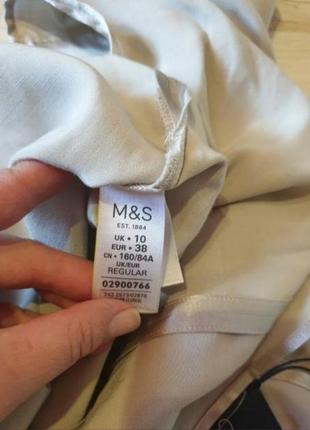 M&S
EST. 1884
UK • 10
EUR • 38
CN • 160/84A
UK/EUR
REGULAR
02900766